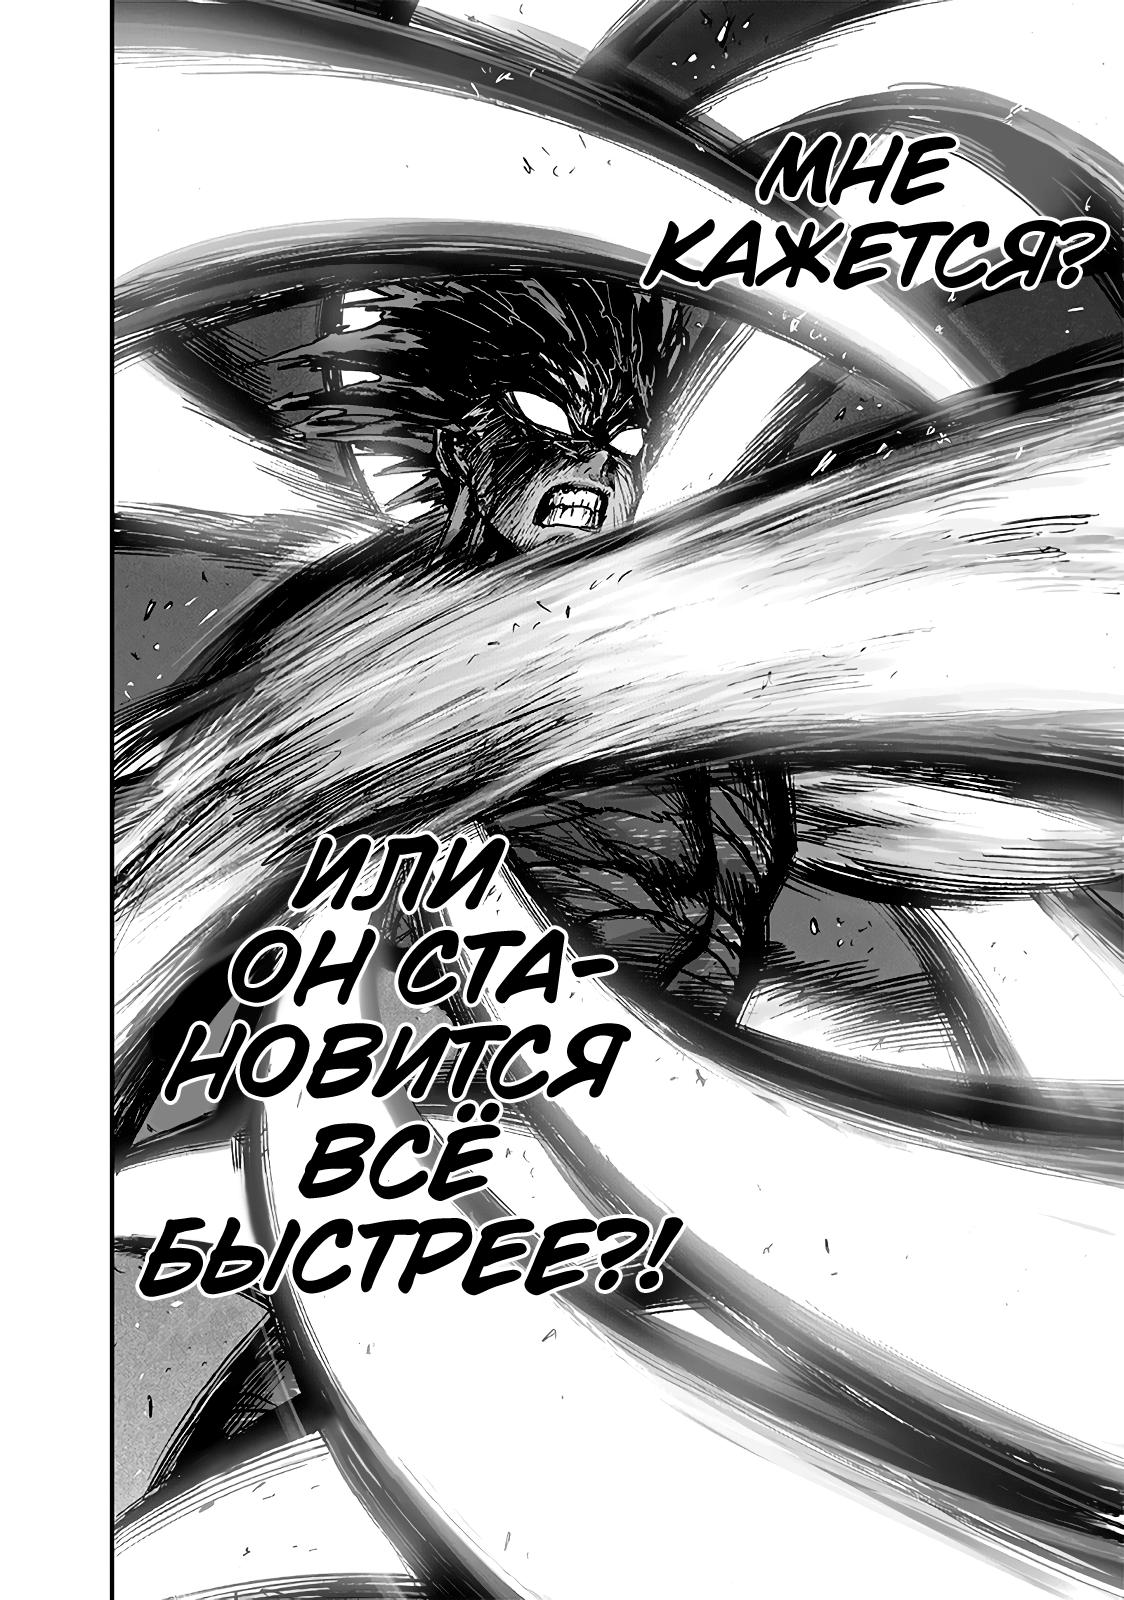 МНЕ
КАЖЕТСЯ?
ИЛИ
ОН СТА-
НОВИТСЯ
ВСЁ
БЫСТРЕЕ?!